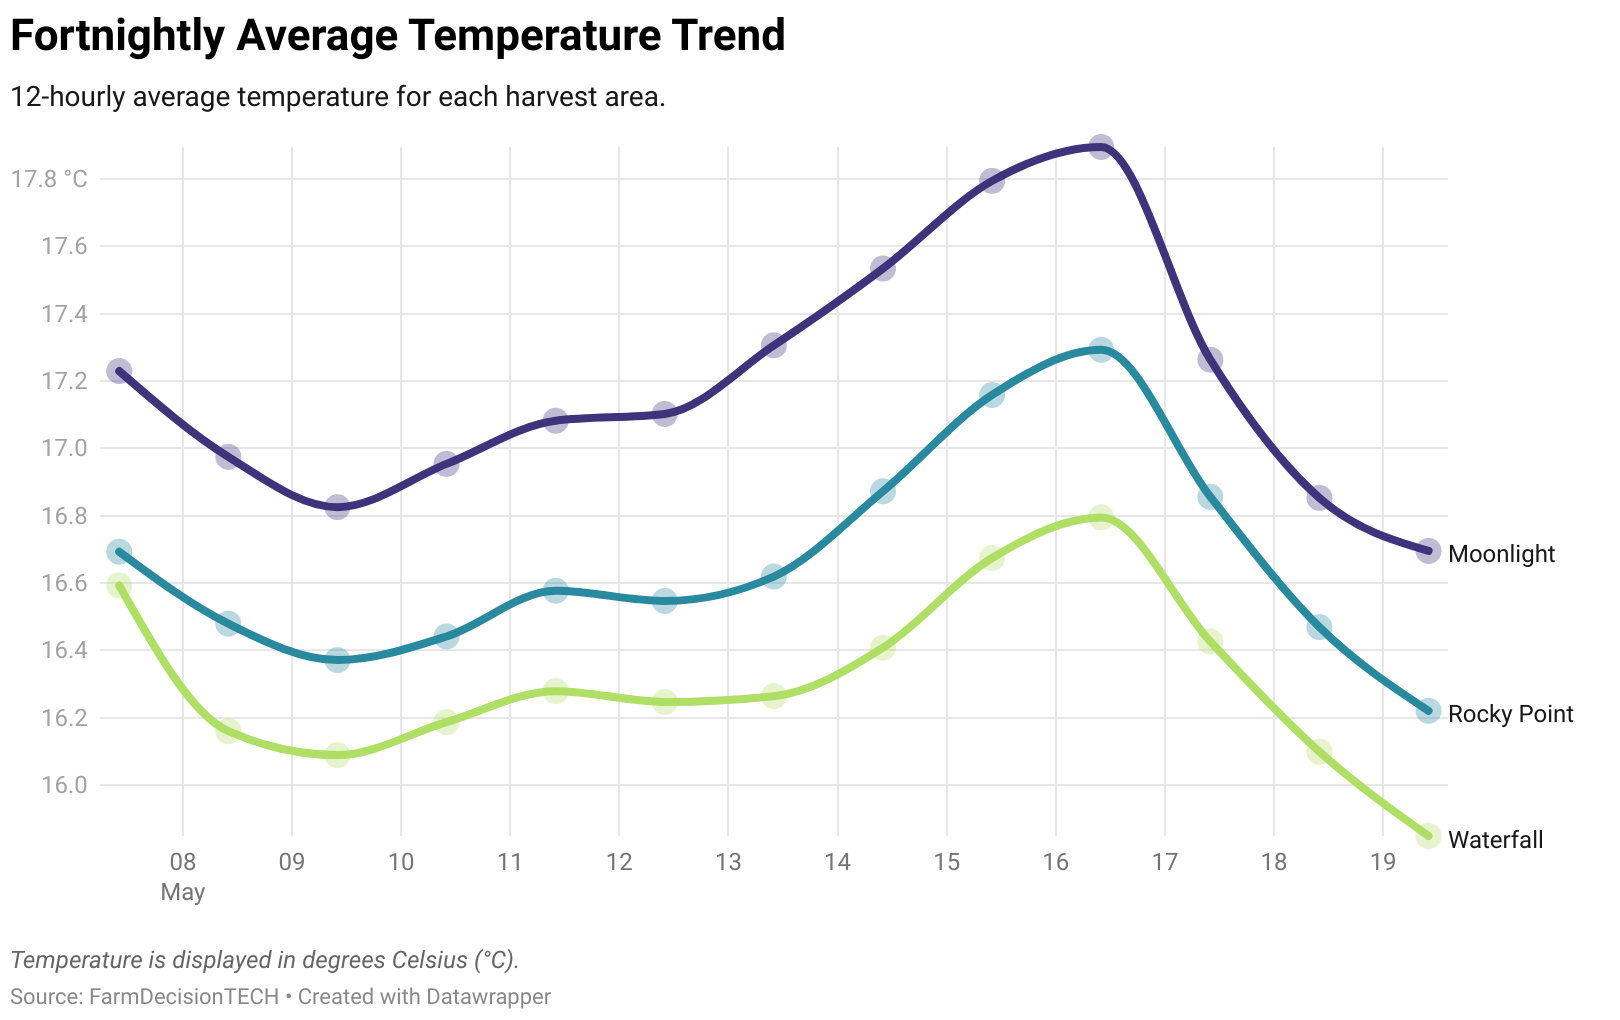 Fortnightly Average Temperature Trend
12-hourly average temperature for each harvest area.
17.8 °C
17.6
17.4
17.2
17.0
16.8
16.6
16.4
16.2
16.0
Moonlight
Rocky Point
Waterfall
08 09 10 11 12 13 14 15 16 17 18 19
May
Temperature is displayed in degrees Celsius (°C).
Source: FarmDecisionTECH • Created with Datawrapper